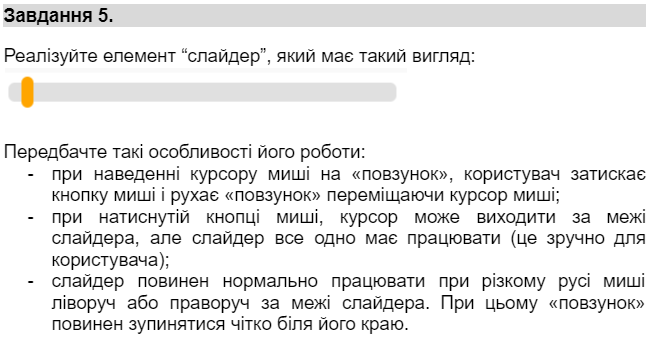 Завдання 5.
Реалізуйте елемент “слайдер”, який має такий вигляд:
Передбачте такі особливості його роботи:
- при наведенні курсору миші на «повзунок», користувач затискає
кнопку миші і рухає «повзунок» переміщаючи курсор миші;
- при натиснутій кнопці миші, курсор може виходити за межі
слайдера, але слайдер все одно має працювати (це зручно для
користувача);
- слайдер повинен нормально працювати при різкому русі миші
ліворуч або праворуч за межі слайдера. При цьому «повзунок»
повинен зупинятися чітко біля його краю.